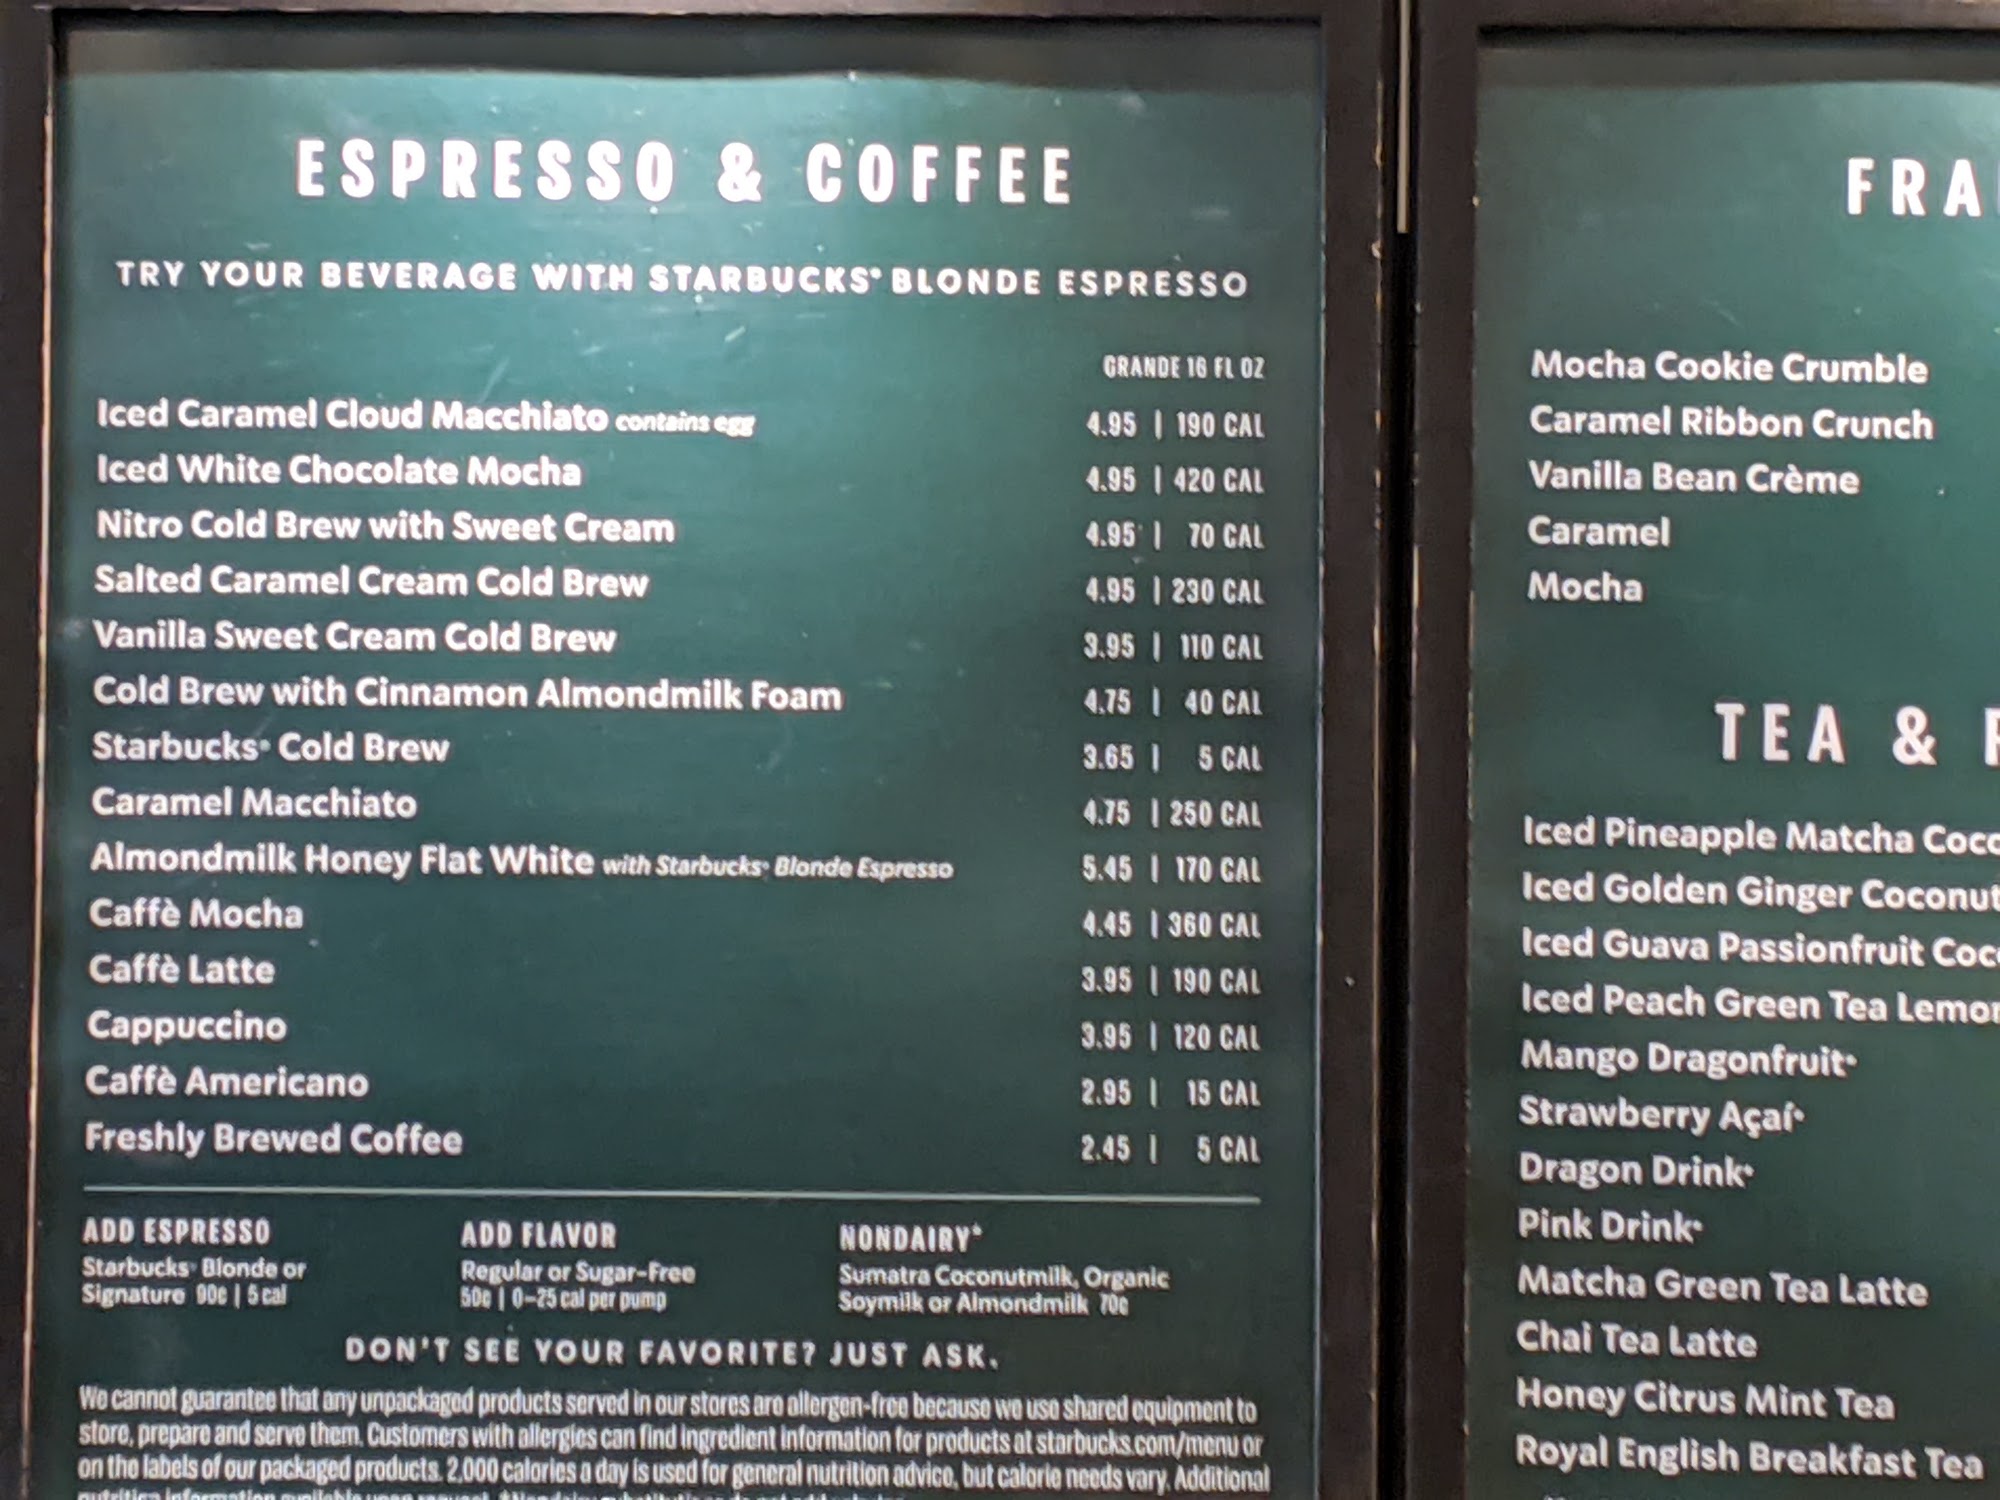 ESPRESSO & COFFEE
TRY YOUR BEVERAGE WITH STARBUCKS® BLONDE ESPRESSO
GRANDE 16 FL OZ
Iced Caramel Cloud Macchiato contains egg 4.95 | 190 CAL
Iced White Chocolate Mocha 4.95 | 420 CAL
Nitro Cold Brew with Sweet Cream 4.95 | 70 CAL
Salted Caramel Cream Cold Brew 4.95 | 230 CAL
Vanilla Sweet Cream Cold Brew 3.95 | 110 CAL
Cold Brew with Cinnamon Almondmilk Foam 4.75 | 40 CAL
Starbucks® Cold Brew 3.65 | 5 CAL
Caramel Macchiato 4.75 | 250 CAL
Almondmilk Honey Flat White with Starbucks® Blonde Espresso 5.45 | 170 CAL
Caffè Mocha 4.45 | 360 CAL
Caffè Latte 3.95 | 190 CAL
Cappuccino 3.95 | 120 CAL
Caffè Americano 2.95 | 15 CAL
Freshly Brewed Coffee 2.45 | 5 CAL
ADD ESPRESSO
Starbucks® Blonde or
Signature 90¢ | 5 cal
ADD FLAVOR
Regular or Sugar-Free
50¢ | 0–25 cal per pump
NONDAIRY*
Sumatra Coconutmilk, Organic
Soymilk or Almondmilk 70¢
DON'T SEE YOUR FAVORITE? JUST ASK.
We cannot guarantee that any unpackaged products served in our stores are allergen-free because we use shared equipment to
store, prepare and serve them. Customers with allergies can find ingredient information for products at starbucks.com/menu or
on the labels of our packaged products. 2,000 calories a day is used for general nutrition advice, but calorie needs vary. Additional
FRA
Mocha Cookie Crumble
Caramel Ribbon Crunch
Vanilla Bean Crème
Caramel
Mocha
TEA &
Iced Pineapple Matcha Coco
Iced Golden Ginger Coconut
Iced Guava Passionfruit Coc
Iced Peach Green Tea Lemon
Mango Dragonfruit*
Strawberry Açaí*
Dragon Drink*
Pink Drink*
Matcha Green Tea Latte
Chai Tea Latte
Honey Citrus Mint Tea
Royal English Breakfast Tea